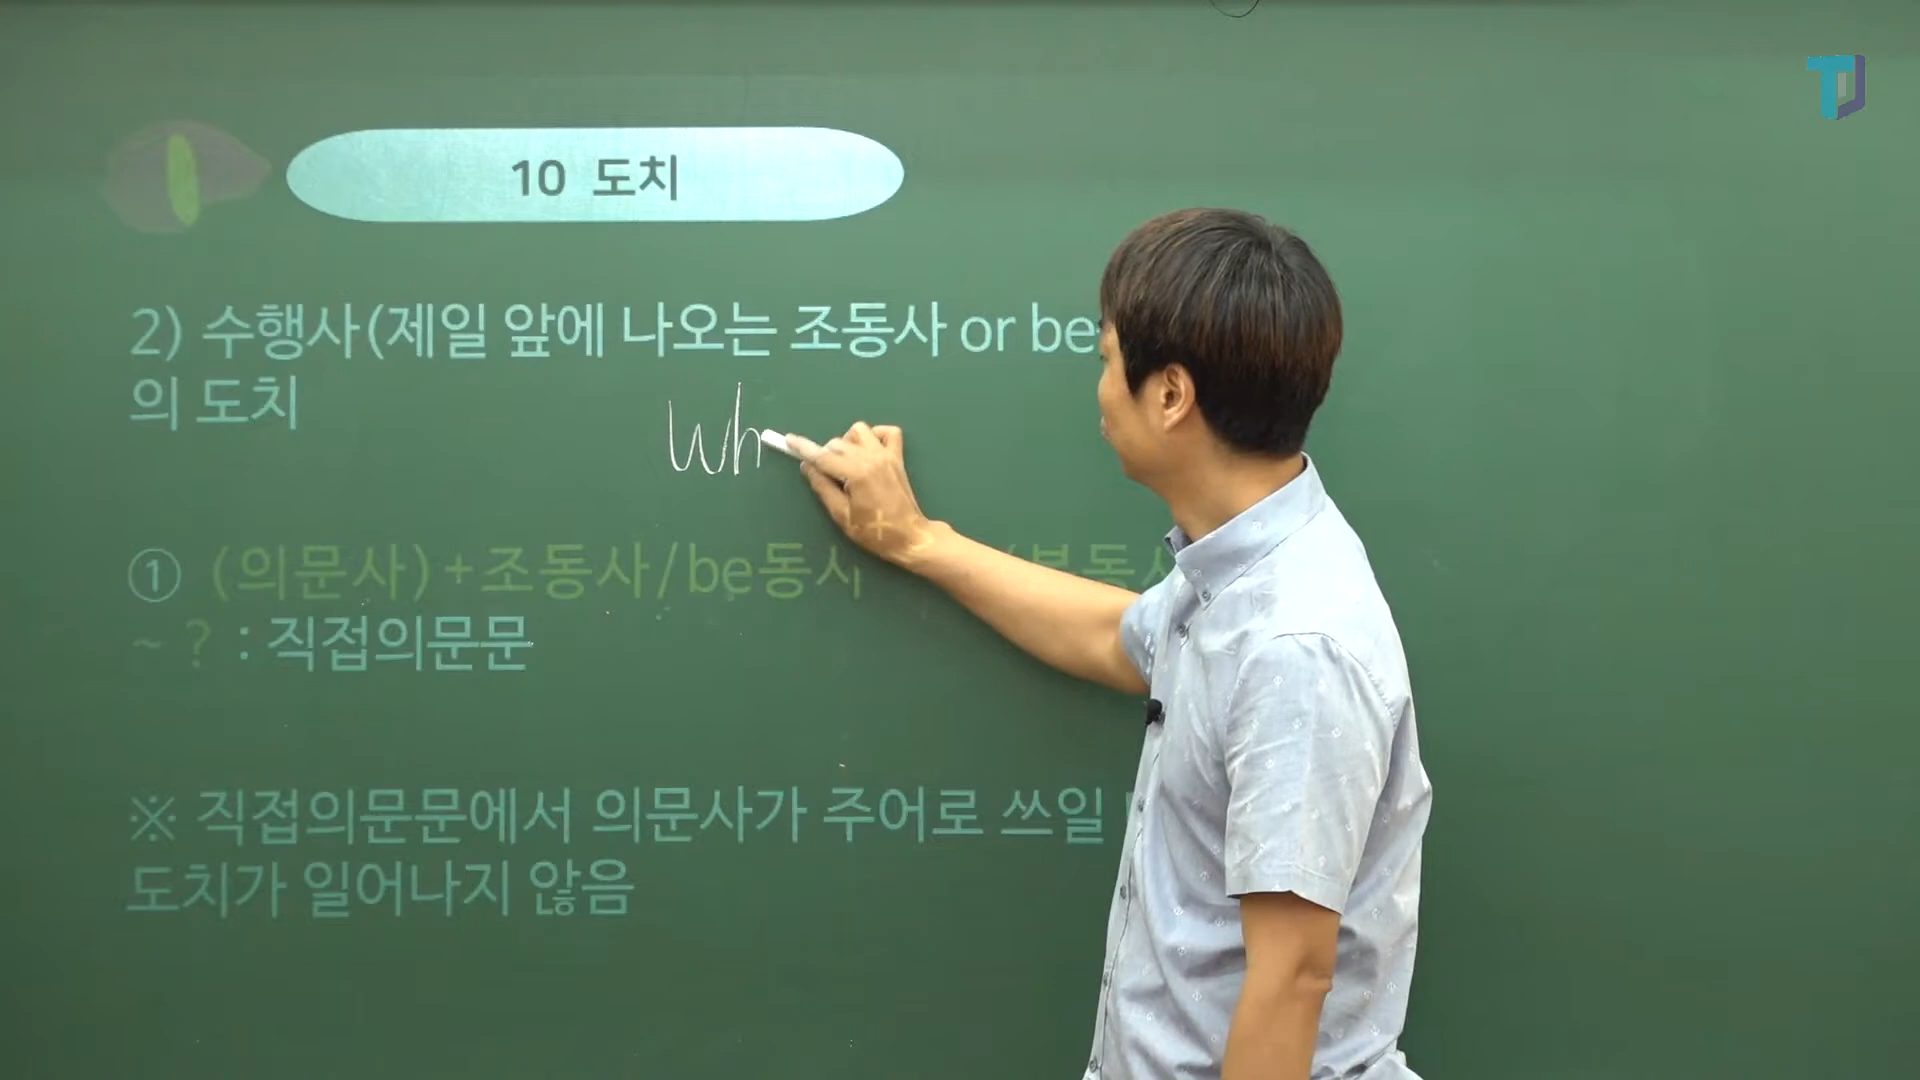 10 도치
2) 수행사(제일 앞에 나오는 조동사 or be
의 도치
Wh
① (의문사)+조동사/be동사 + (본동사
~ ? : 직접의문문
※ 직접의문문에서 의문사가 주어로 쓰일
도치가 일어나지 않음